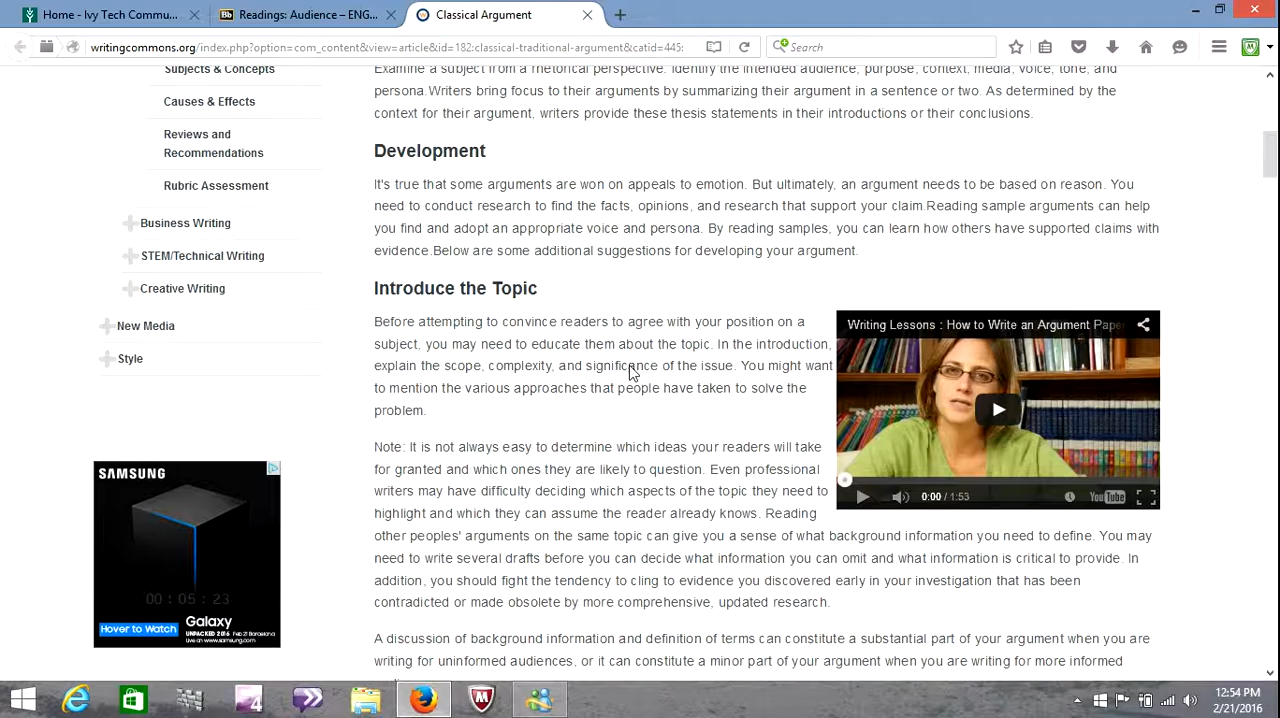 Home - Ivy Tech Community ...
Readings: Audience – ENG...
Classical Argument
writingcommons.org/index.php?option=com_content&view=article&id=182:classical-traditional-argument&catid=445:
Search
Subjects & Concepts
Causes & Effects
Reviews and
Recommendations
Rubric Assessment
Business Writing
STEM/Technical Writing
Creative Writing
New Media
Style
Examine a subject from a rhetorical perspective. Identify the intended audience, purpose, context, media, voice, tone, and
persona.Writers bring focus to their arguments by summarizing their argument in a sentence or two. As determined by the
context for their argument, writers provide these thesis statements in their introductions or their conclusions.
Development
It's true that some arguments are won on appeals to emotion. But ultimately, an argument needs to be based on reason. You
need to conduct research to find the facts, opinions, and research that support your claim.Reading sample arguments can help
you find and adopt an appropriate voice and persona. By reading samples, you can learn how others have supported claims with
evidence.Below are some additional suggestions for developing your argument.
Introduce the Topic
Before attempting to convince readers to agree with your position on a
subject, you may need to educate them about the topic. In the introduction,
explain the scope, complexity, and significance of the issue. You might want
to mention the various approaches that people have taken to solve the
problem.
Writing Lessons : How to Write an Argument Pape
0:00 / 1:53
YouTube
Note: It is not always easy to determine which ideas your readers will take
for granted and which ones they are likely to question. Even professional
writers may have difficulty deciding which aspects of the topic they need to
highlight and which they can assume the reader already knows. Reading
other peoples' arguments on the same topic can give you a sense of what background information you need to define. You may
need to write several drafts before you can decide what information you can omit and what information is critical to provide. In
addition, you should fight the tendency to cling to evidence you discovered early in your investigation that has been
contradicted or made obsolete by more comprehensive, updated research.
A discussion of background information and definition of terms can constitute a substantial part of your argument when you are
writing for uninformed audiences, or it can constitute a minor part of your argument when you are writing for more informed
SAMSUNG
00 : 05 : 23
Hover to Watch
Galaxy
UNPACKED 2016 Feb 21 Barcelona
Live on www.samsung.com
12:54 PM
2/21/2016